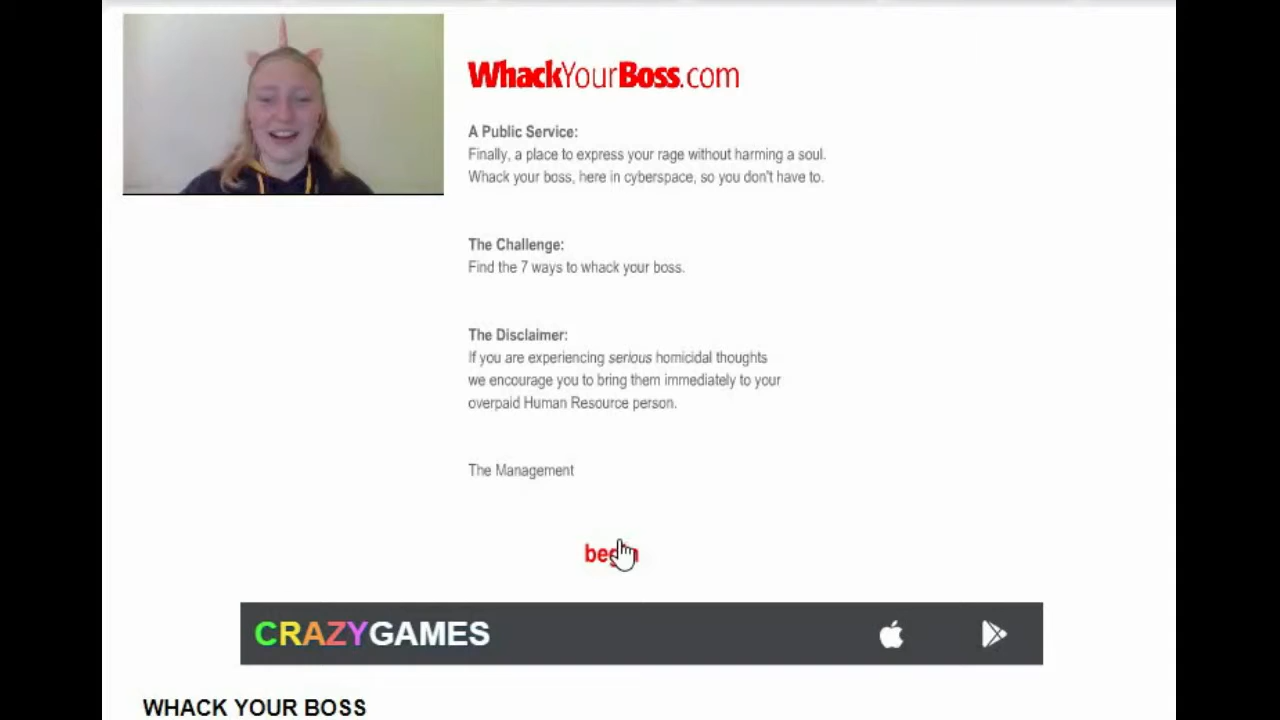 WhackYourBoss.com
A Public Service:
Finally, a place to express your rage without harming a soul.
Whack your boss, here in cyberspace, so you don't have to.
The Challenge:
Find the 7 ways to whack your boss.
The Disclaimer:
If you are experiencing serious homicidal thoughts
we encourage you to bring them immediately to your
overpaid Human Resource person.
The Management
begin
CRAZYGAMES
WHACK YOUR BOSS